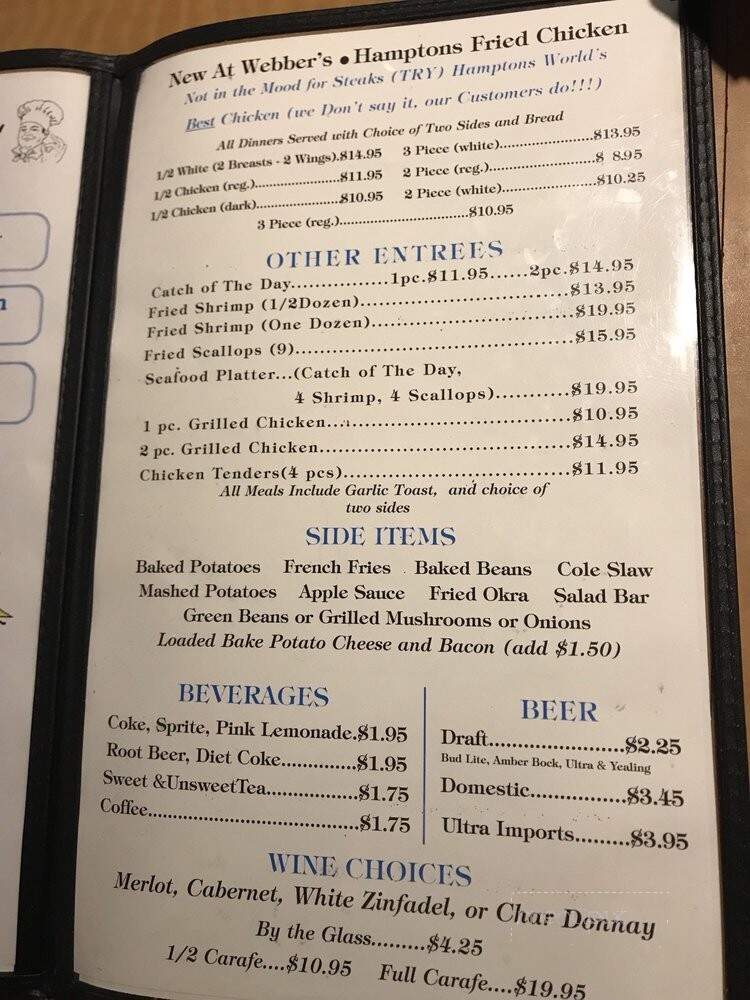 New At Webber's • Hamptons Fried Chicken
Not in the Mood for Steaks (TRY) Hamptons World's
Best Chicken (we Don't say it, our Customers do!!!)
All Dinners Served with Choice of Two Sides and Bread
1/2 White (2 Breasts - 2 Wings).$14.95 3 Piece (white)......................$13.95
1/2 Chicken (reg.)......................$11.95 2 Piece (reg.)........................$ 8.95
1/2 Chicken (dark)......................$10.95 2 Piece (white)......................$10.25
3 Piece (reg.)................................$10.95
OTHER ENTREES
Catch of The Day................1pc.$11.95......2pc.$14.95
Fried Shrimp (1/2Dozen)..................................$13.95
Fried Shrimp (One Dozen)................................$19.95
Fried Scallops (9)............................................$15.95
Seafood Platter...(Catch of The Day,
4 Shrimp, 4 Scallops)...........$19.95
1 pc. Grilled Chicken.......................................$10.95
2 pc. Grilled Chicken.......................................$14.95
Chicken Tenders(4 pcs)...................................$11.95
All Meals Include Garlic Toast, and choice of
two sides
SIDE ITEMS
Baked Potatoes French Fries Baked Beans Cole Slaw
Mashed Potatoes Apple Sauce Fried Okra Salad Bar
Green Beans or Grilled Mushrooms or Onions
Loaded Bake Potato Cheese and Bacon (add $1.50)
BEVERAGES
Coke, Sprite, Pink Lemonade.$1.95
Root Beer, Diet Coke.............$1.95
Sweet &UnsweetTea................$1.75
Coffee.....................................$1.75
BEER
Draft........................$2.25
Bud Lite, Amber Bock, Ultra & Yealing
Domestic.................$3.45
Ultra Imports.........$3.95
WINE CHOICES
Merlot, Cabernet, White Zinfadel, or Char Donnay
By the Glass.........$4.25
1/2 Carafe....$10.95 Full Carafe....$19.95